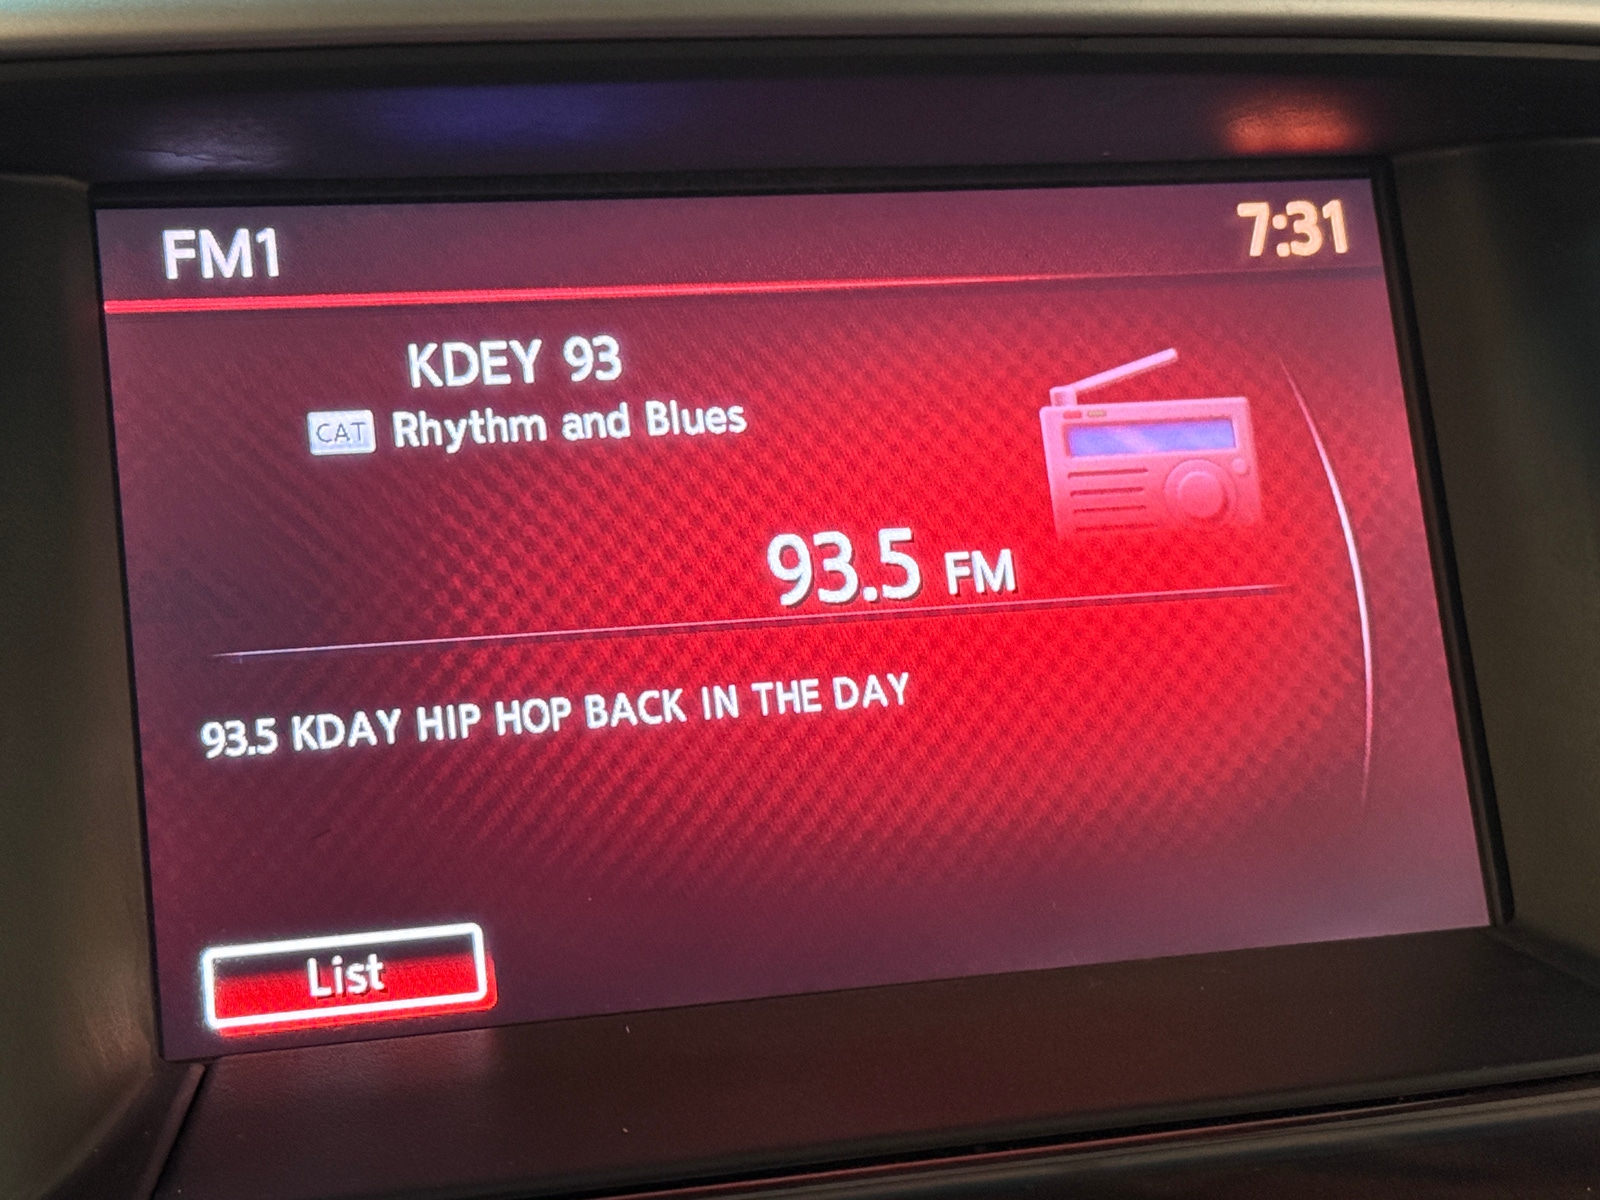 FM1
7:31
KDEY 93
CAT Rhythm and Blues
93.5 FM
93.5 KDAY HIP HOP BACK IN THE DAY
List